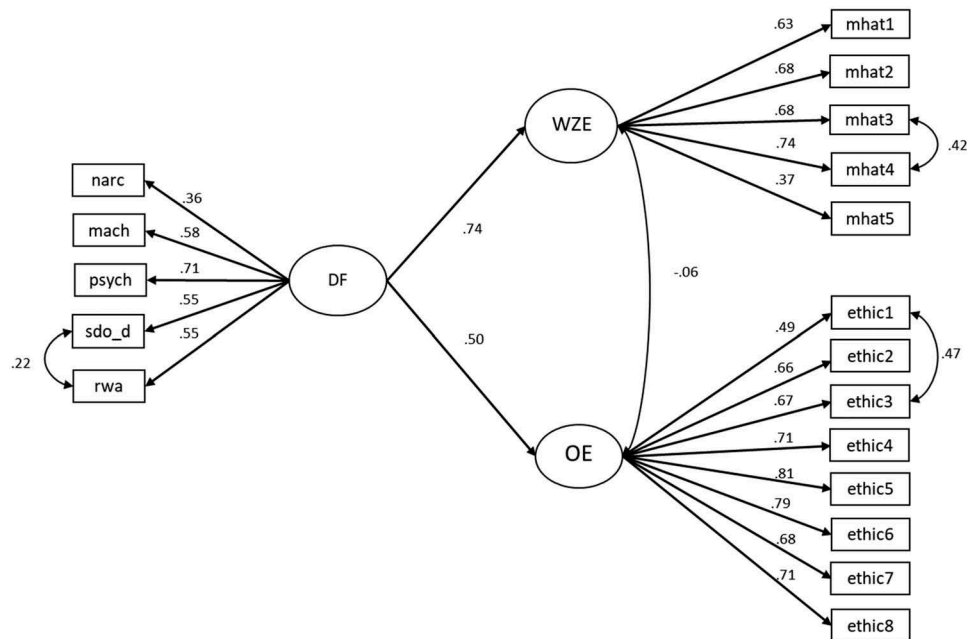 narc
mach
psych
sdo_d
rwa
.22
.36
.58
.71
.55
.55
DF
.74
.50
WZE
OE
-.06
.63
.68
.68
.74
.37
mhat1
mhat2
mhat3
mhat4
mhat5
.42
.49
.66
.67
.71
.81
.79
.68
.71
ethic1
ethic2
ethic3
ethic4
ethic5
ethic6
ethic7
ethic8
.47